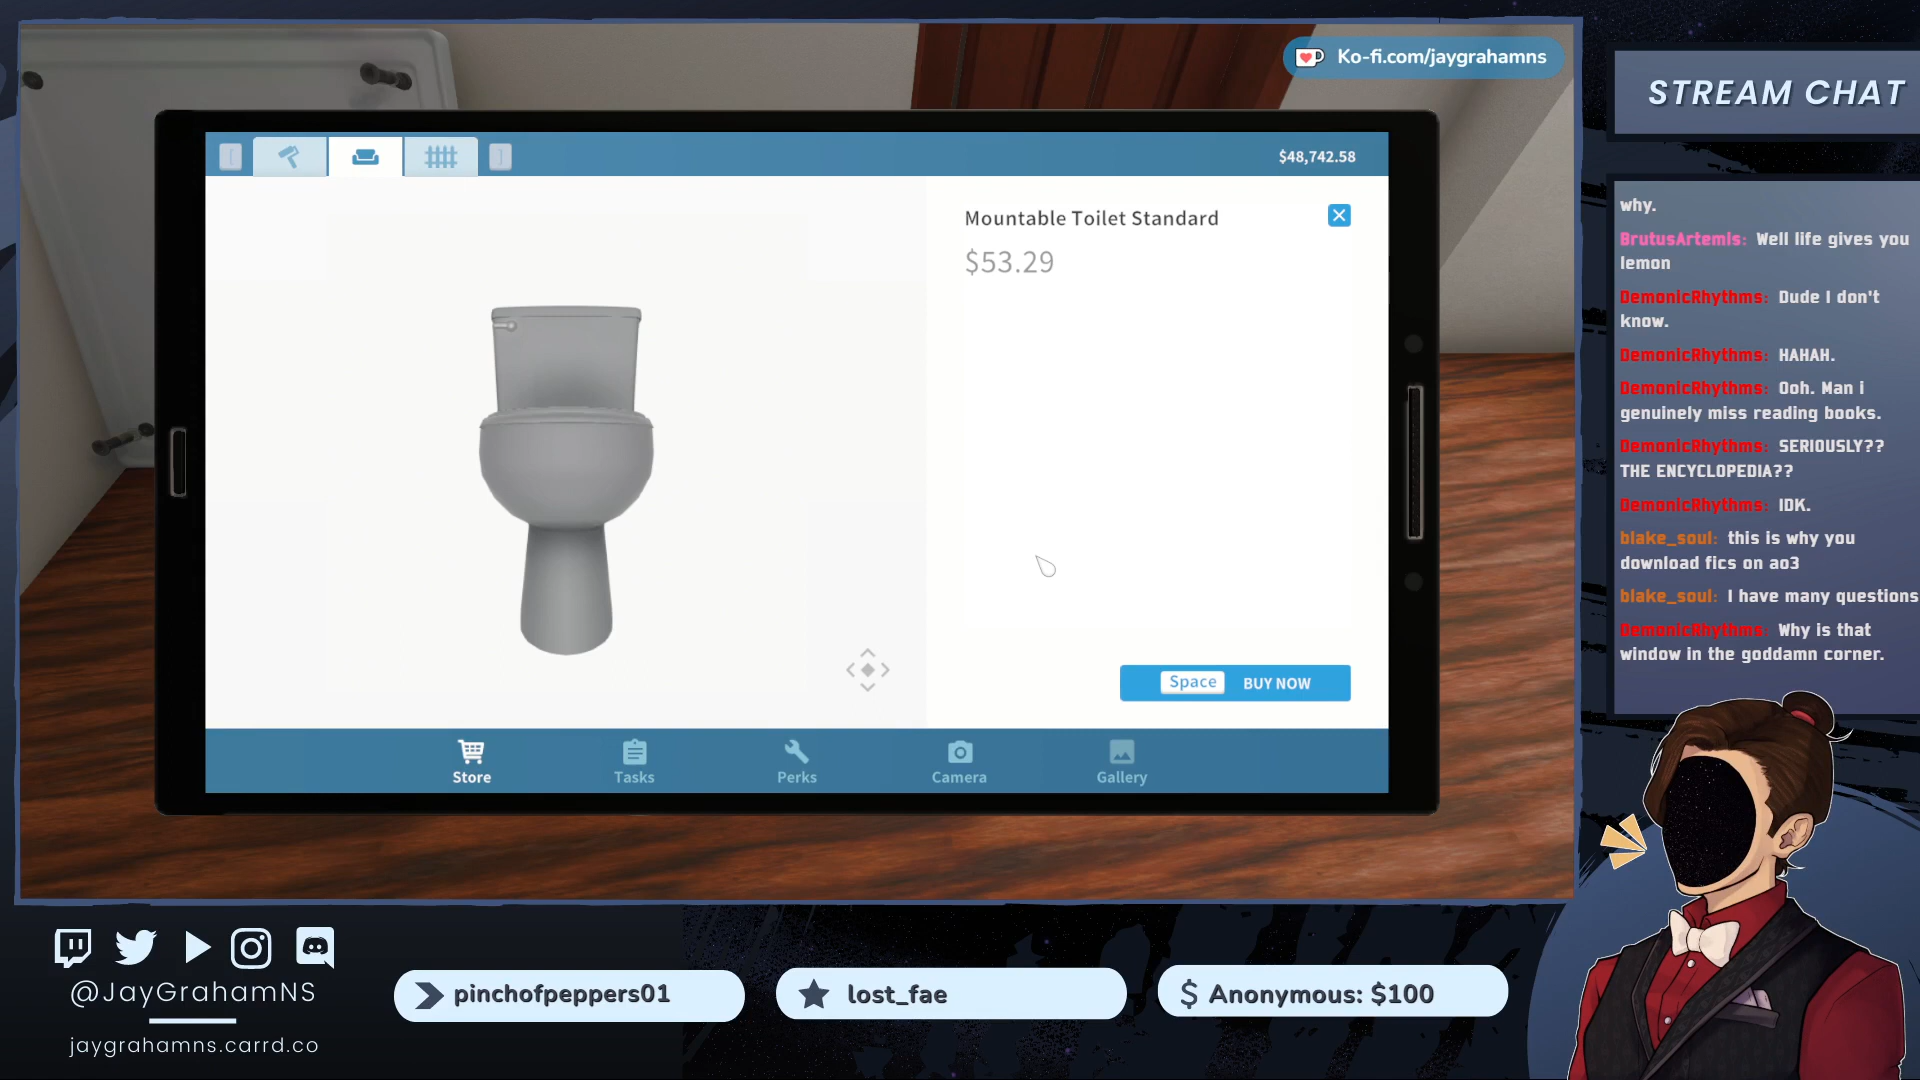 Ko-fi.com/jaygrahamns
STREAM CHAT
[
]
$48,742.58
Mountable Toilet Standard
$53.29
Space BUY NOW
Store
Tasks
Perks
Camera
Gallery
why.
BrutusArtemis: Well life gives you
lemon
DemonicRhythms: Dude I don't
know.
DemonicRhythms: HAHAH.
DemonicRhythms: Ooh. Man i
genuinely miss reading books.
DemonicRhythms: SERIOUSLY??
THE ENCYCLOPEDIA??
DemonicRhythms: IDK.
blake_soul: this is why you
download fics on ao3
blake_soul: I have many questions
DemonicRhythms: Why is that
window in the goddamn corner.
@JayGrahamNS
jaygrahamns.carrd.co
pinchofpeppers01
lost_fae
$ Anonymous: $100